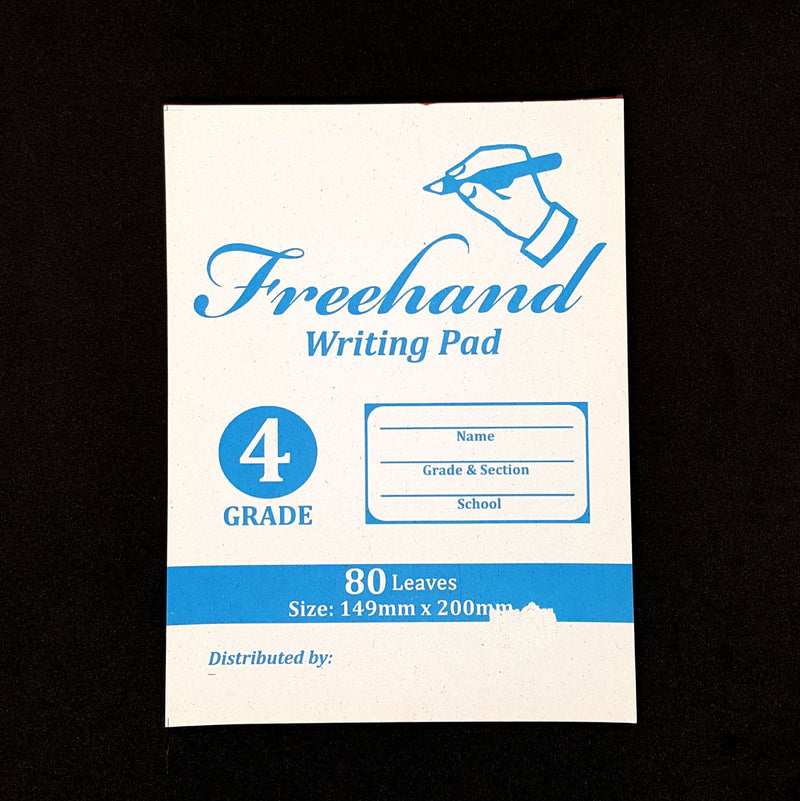 Freehand
Writing Pad
4
GRADE
Name
Grade & Section
School
80 Leaves
Size: 149mm x 200mm
Distributed by: